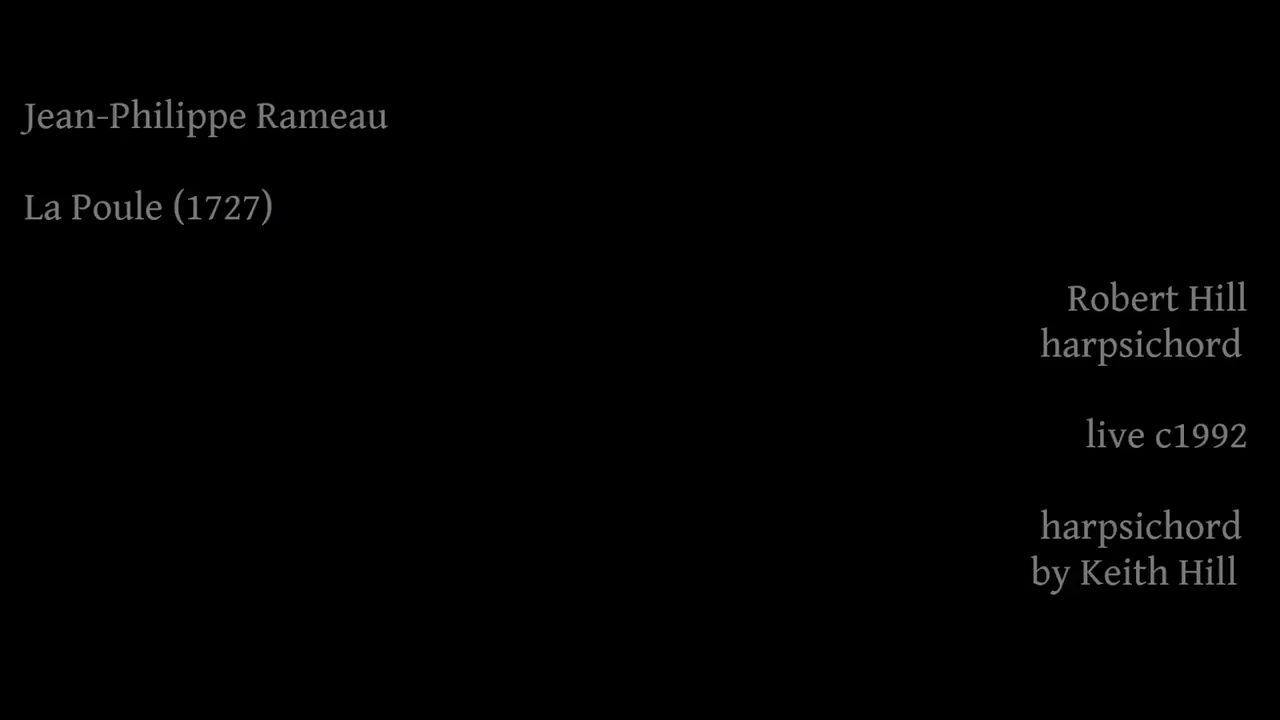 Jean-Philippe Rameau
La Poule (1727)
Robert Hill
harpsichord
live c1992
harpsichord
by Keith Hill